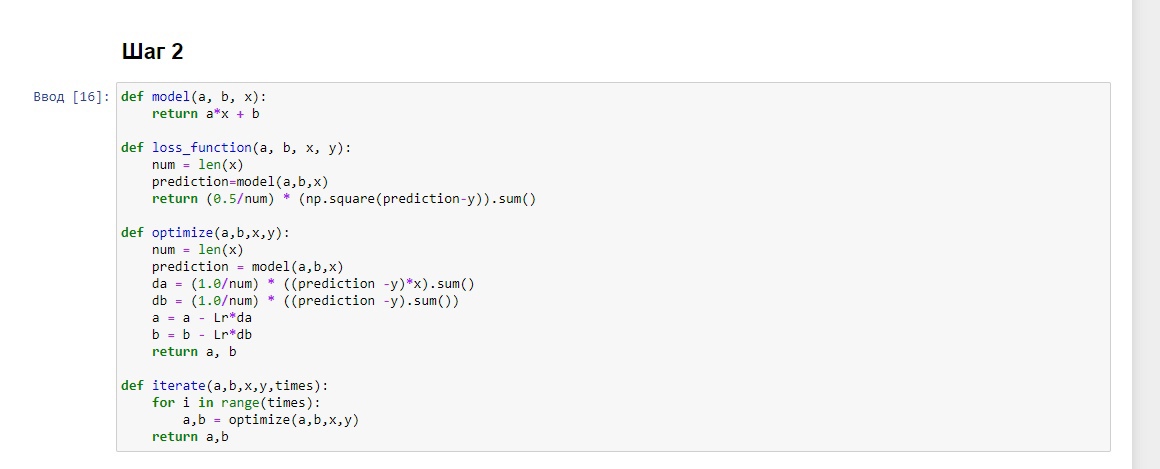 Шаг 2
Ввод [16]:
def model(a, b, x):
    return a*x + b

def loss_function(a, b, x, y):
    num = len(x)
    prediction=model(a,b,x)
    return (0.5/num) * (np.square(prediction-y)).sum()

def optimize(a,b,x,y):
    num = len(x)
    prediction = model(a,b,x)
    da = (1.0/num) * ((prediction -y)*x).sum()
    db = (1.0/num) * ((prediction -y).sum())
    a = a - Lr*da
    b = b - Lr*db
    return a, b

def iterate(a,b,x,y,times):
    for i in range(times):
        a,b = optimize(a,b,x,y)
    return a,b